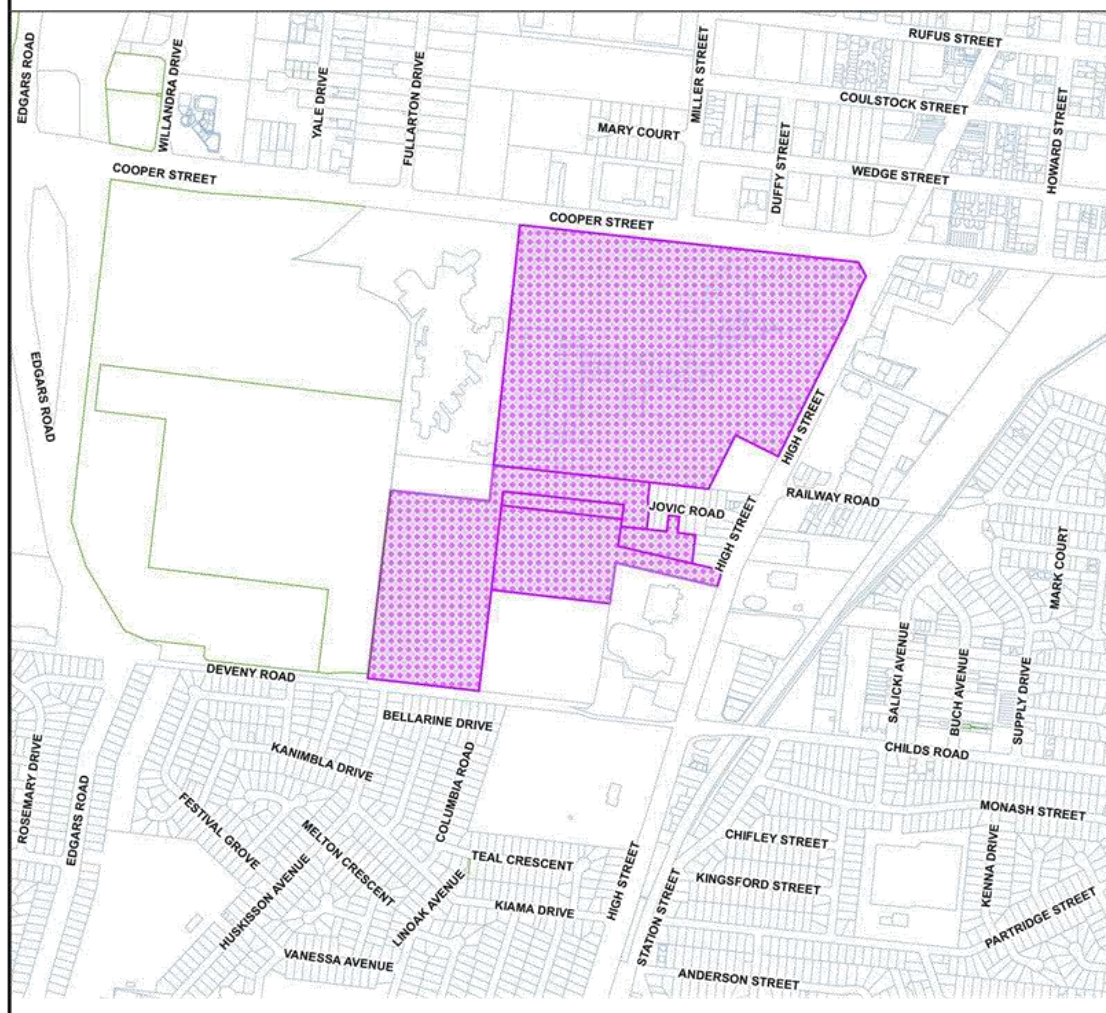 RUFUS STREET
EDGARS ROAD
WILLANDRA DRIVE
YALE DRIVE
FULLARTON DRIVE
MILLER STREET
COULSTOCK STREET
HOWARD STREET
MARY COURT
DUFFY STREET
WEDGE STREET
COOPER STREET
COOPER STREET
EDGARS ROAD
HIGH STREET
RAILWAY ROAD
JOVIC ROAD
HIGH STREET
MARK COURT
SALICKI AVENUE
BUCH AVENUE
SUPPLY DRIVE
DEVENY ROAD
BELLARINE DRIVE
CHILDS ROAD
ROSEMARY DRIVE
EDGARS ROAD
KANIMBLA DRIVE
COLUMBIA ROAD
MONASH STREET
FESTIVAL GROVE
MELTON CRESCENT
HUSKISSON AVENUE
TEAL CRESCENT
LINOAK AVENUE
KIAMA DRIVE
HIGH STREET
STATION STREET
CHIFLEY STREET
KINGSFORD STREET
KENNA DRIVE
PARTRIDGE STREET
VANESSA AVENUE
ANDERSON STREET